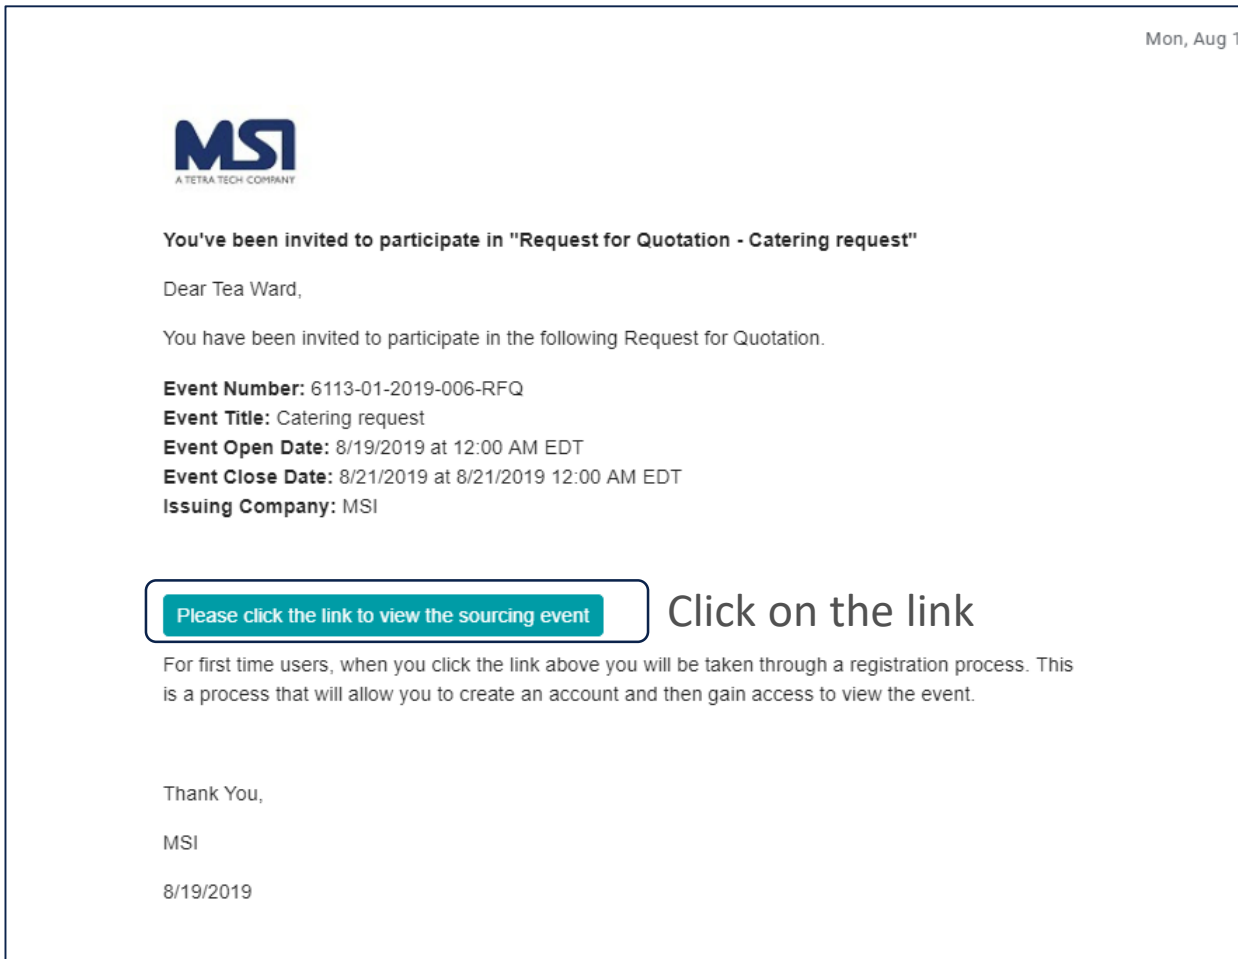 Mon, Aug 1
MSI
A TETRA TECH COMPANY
You've been invited to participate in "Request for Quotation - Catering request"
Dear Tea Ward,
You have been invited to participate in the following Request for Quotation.
Event Number: 6113-01-2019-006-RFQ
Event Title: Catering request
Event Open Date: 8/19/2019 at 12:00 AM EDT
Event Close Date: 8/21/2019 at 8/21/2019 12:00 AM EDT
Issuing Company: MSI
Please click the link to view the sourcing event
Click on the link
For first time users, when you click the link above you will be taken through a registration process. This
is a process that will allow you to create an account and then gain access to view the event.
Thank You,
MSI
8/19/2019